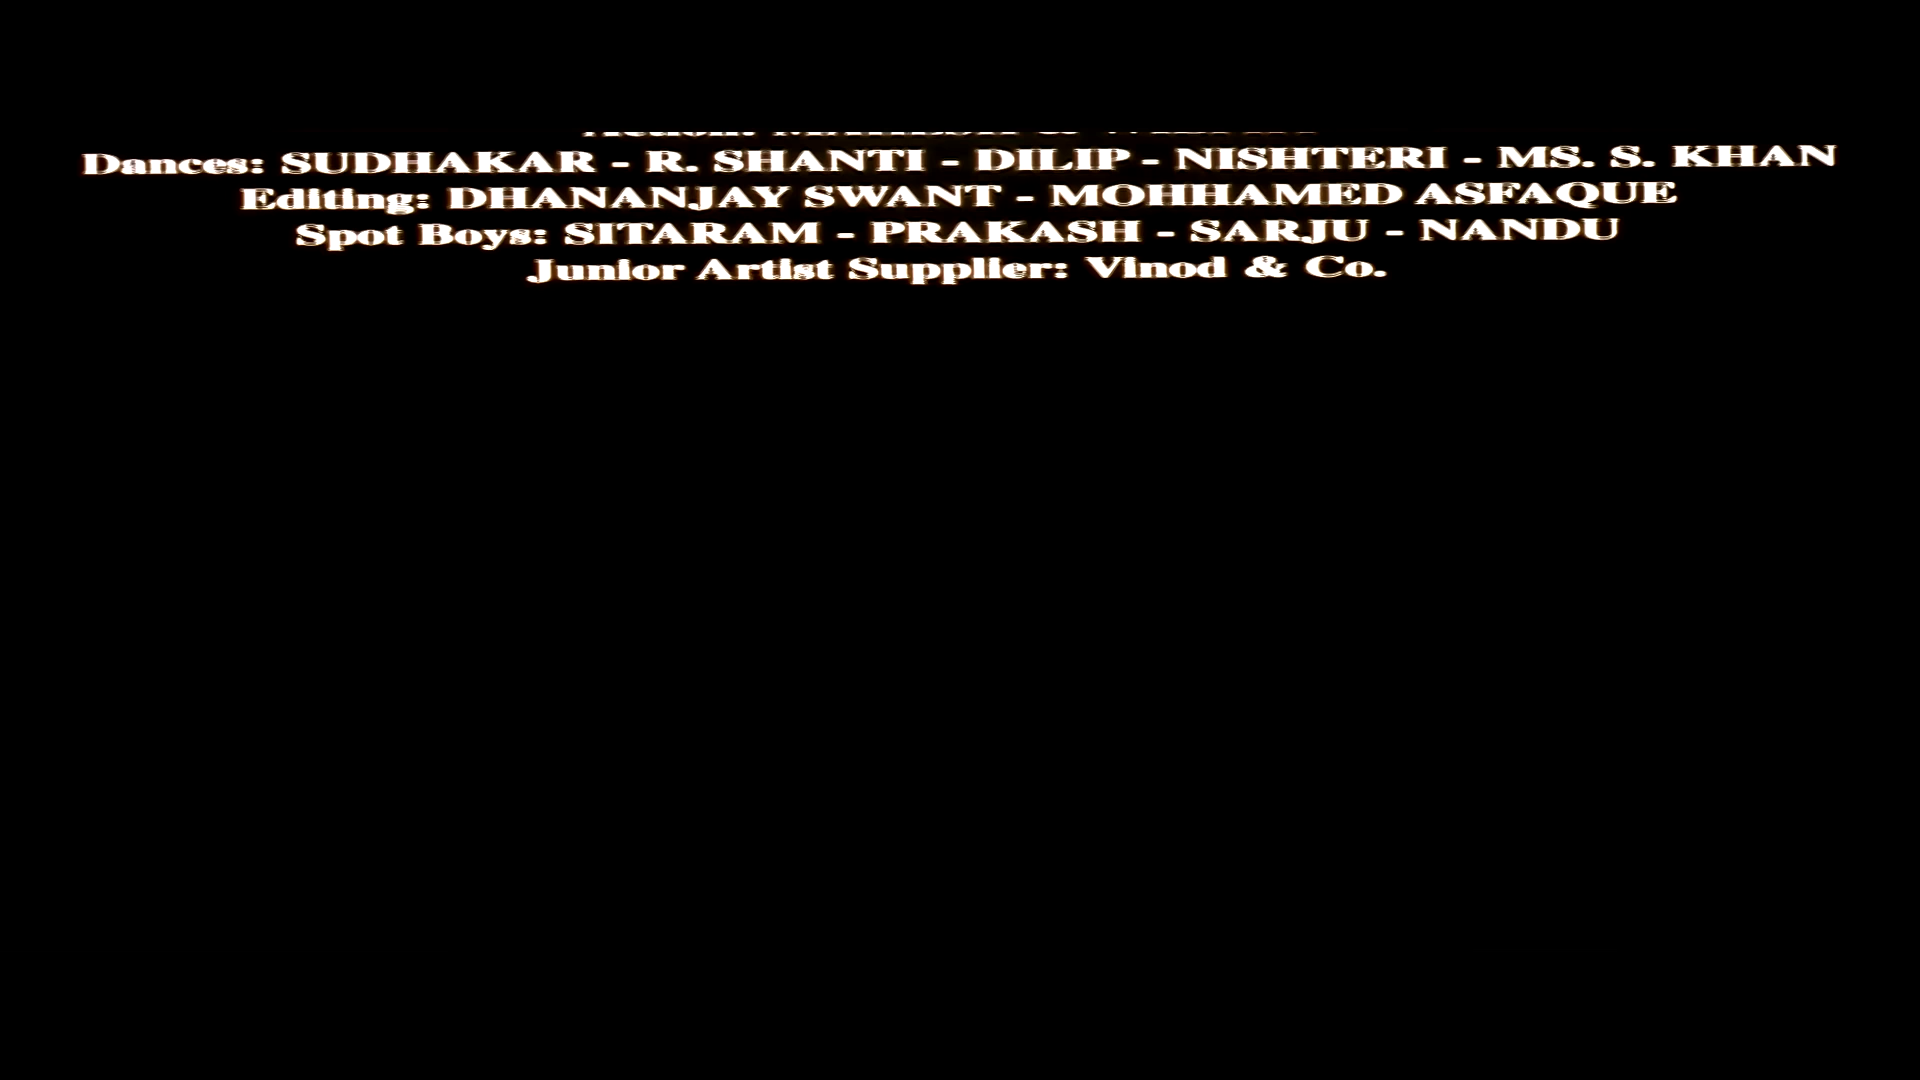 Dances: SUDHAKAR - R. SHANTI - DILIP - NISHTERI - MS. S. KHAN
Editing: DHANANJAY SWANT - MOHHAMED ASFAQUE
Spot Boys: SITARAM - PRAKASH - SARJU - NANDU
Junior Artist Supplier: Vinod & Co.